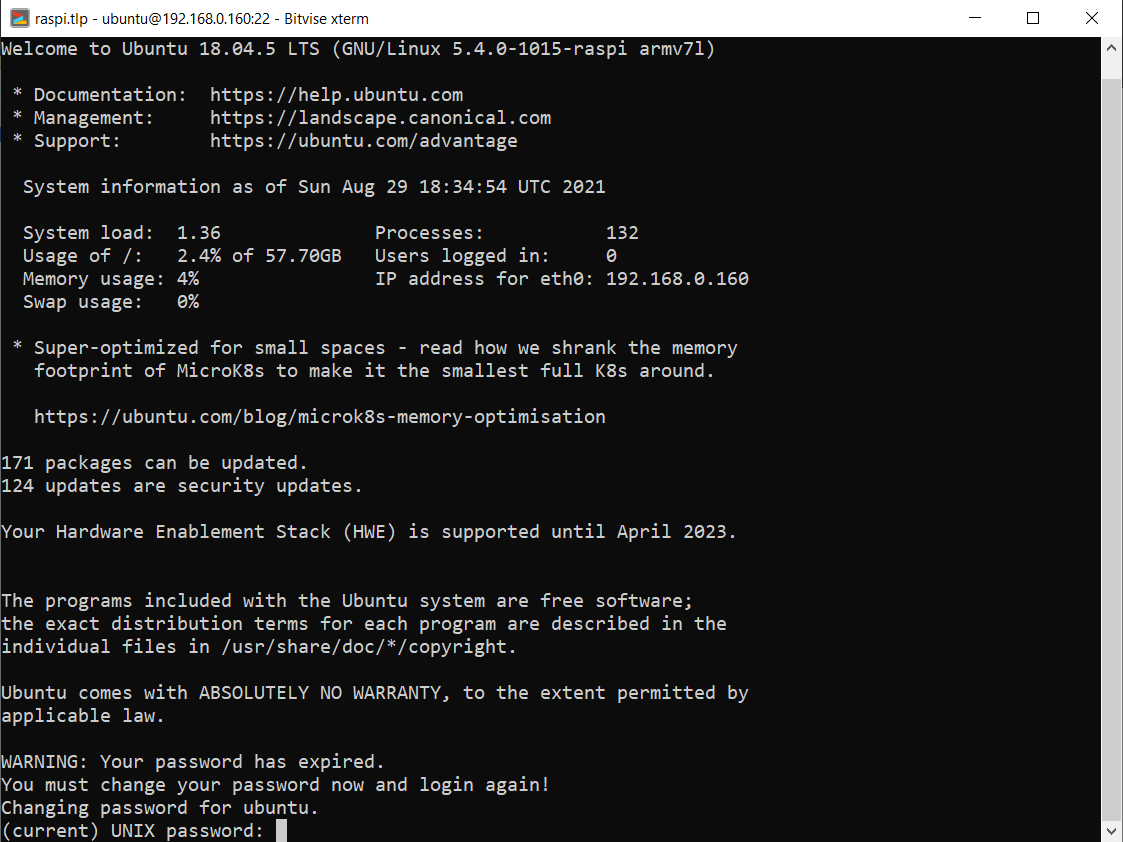 raspi.tlp - ubuntu@192.168.0.160:22 - Bitvise xterm
Welcome to Ubuntu 18.04.5 LTS (GNU/Linux 5.4.0-1015-raspi armv7l)
* Documentation:  https://help.ubuntu.com
* Management:     https://landscape.canonical.com
* Support:        https://ubuntu.com/advantage
System information as of Sun Aug 29 18:34:54 UTC 2021
System load:  1.36              Processes:           132
Usage of /:   2.4% of 57.70GB   Users logged in:     0
Memory usage: 4%                IP address for eth0: 192.168.0.160
Swap usage:   0%
* Super-optimized for small spaces - read how we shrank the memory
footprint of MicroK8s to make it the smallest full K8s around.
https://ubuntu.com/blog/microk8s-memory-optimisation
171 packages can be updated.
124 updates are security updates.
Your Hardware Enablement Stack (HWE) is supported until April 2023.
The programs included with the Ubuntu system are free software;
the exact distribution terms for each program are described in the
individual files in /usr/share/doc/*/copyright.
Ubuntu comes with ABSOLUTELY NO WARRANTY, to the extent permitted by
applicable law.
WARNING: Your password has expired.
You must change your password now and login again!
Changing password for ubuntu.
(current) UNIX password: